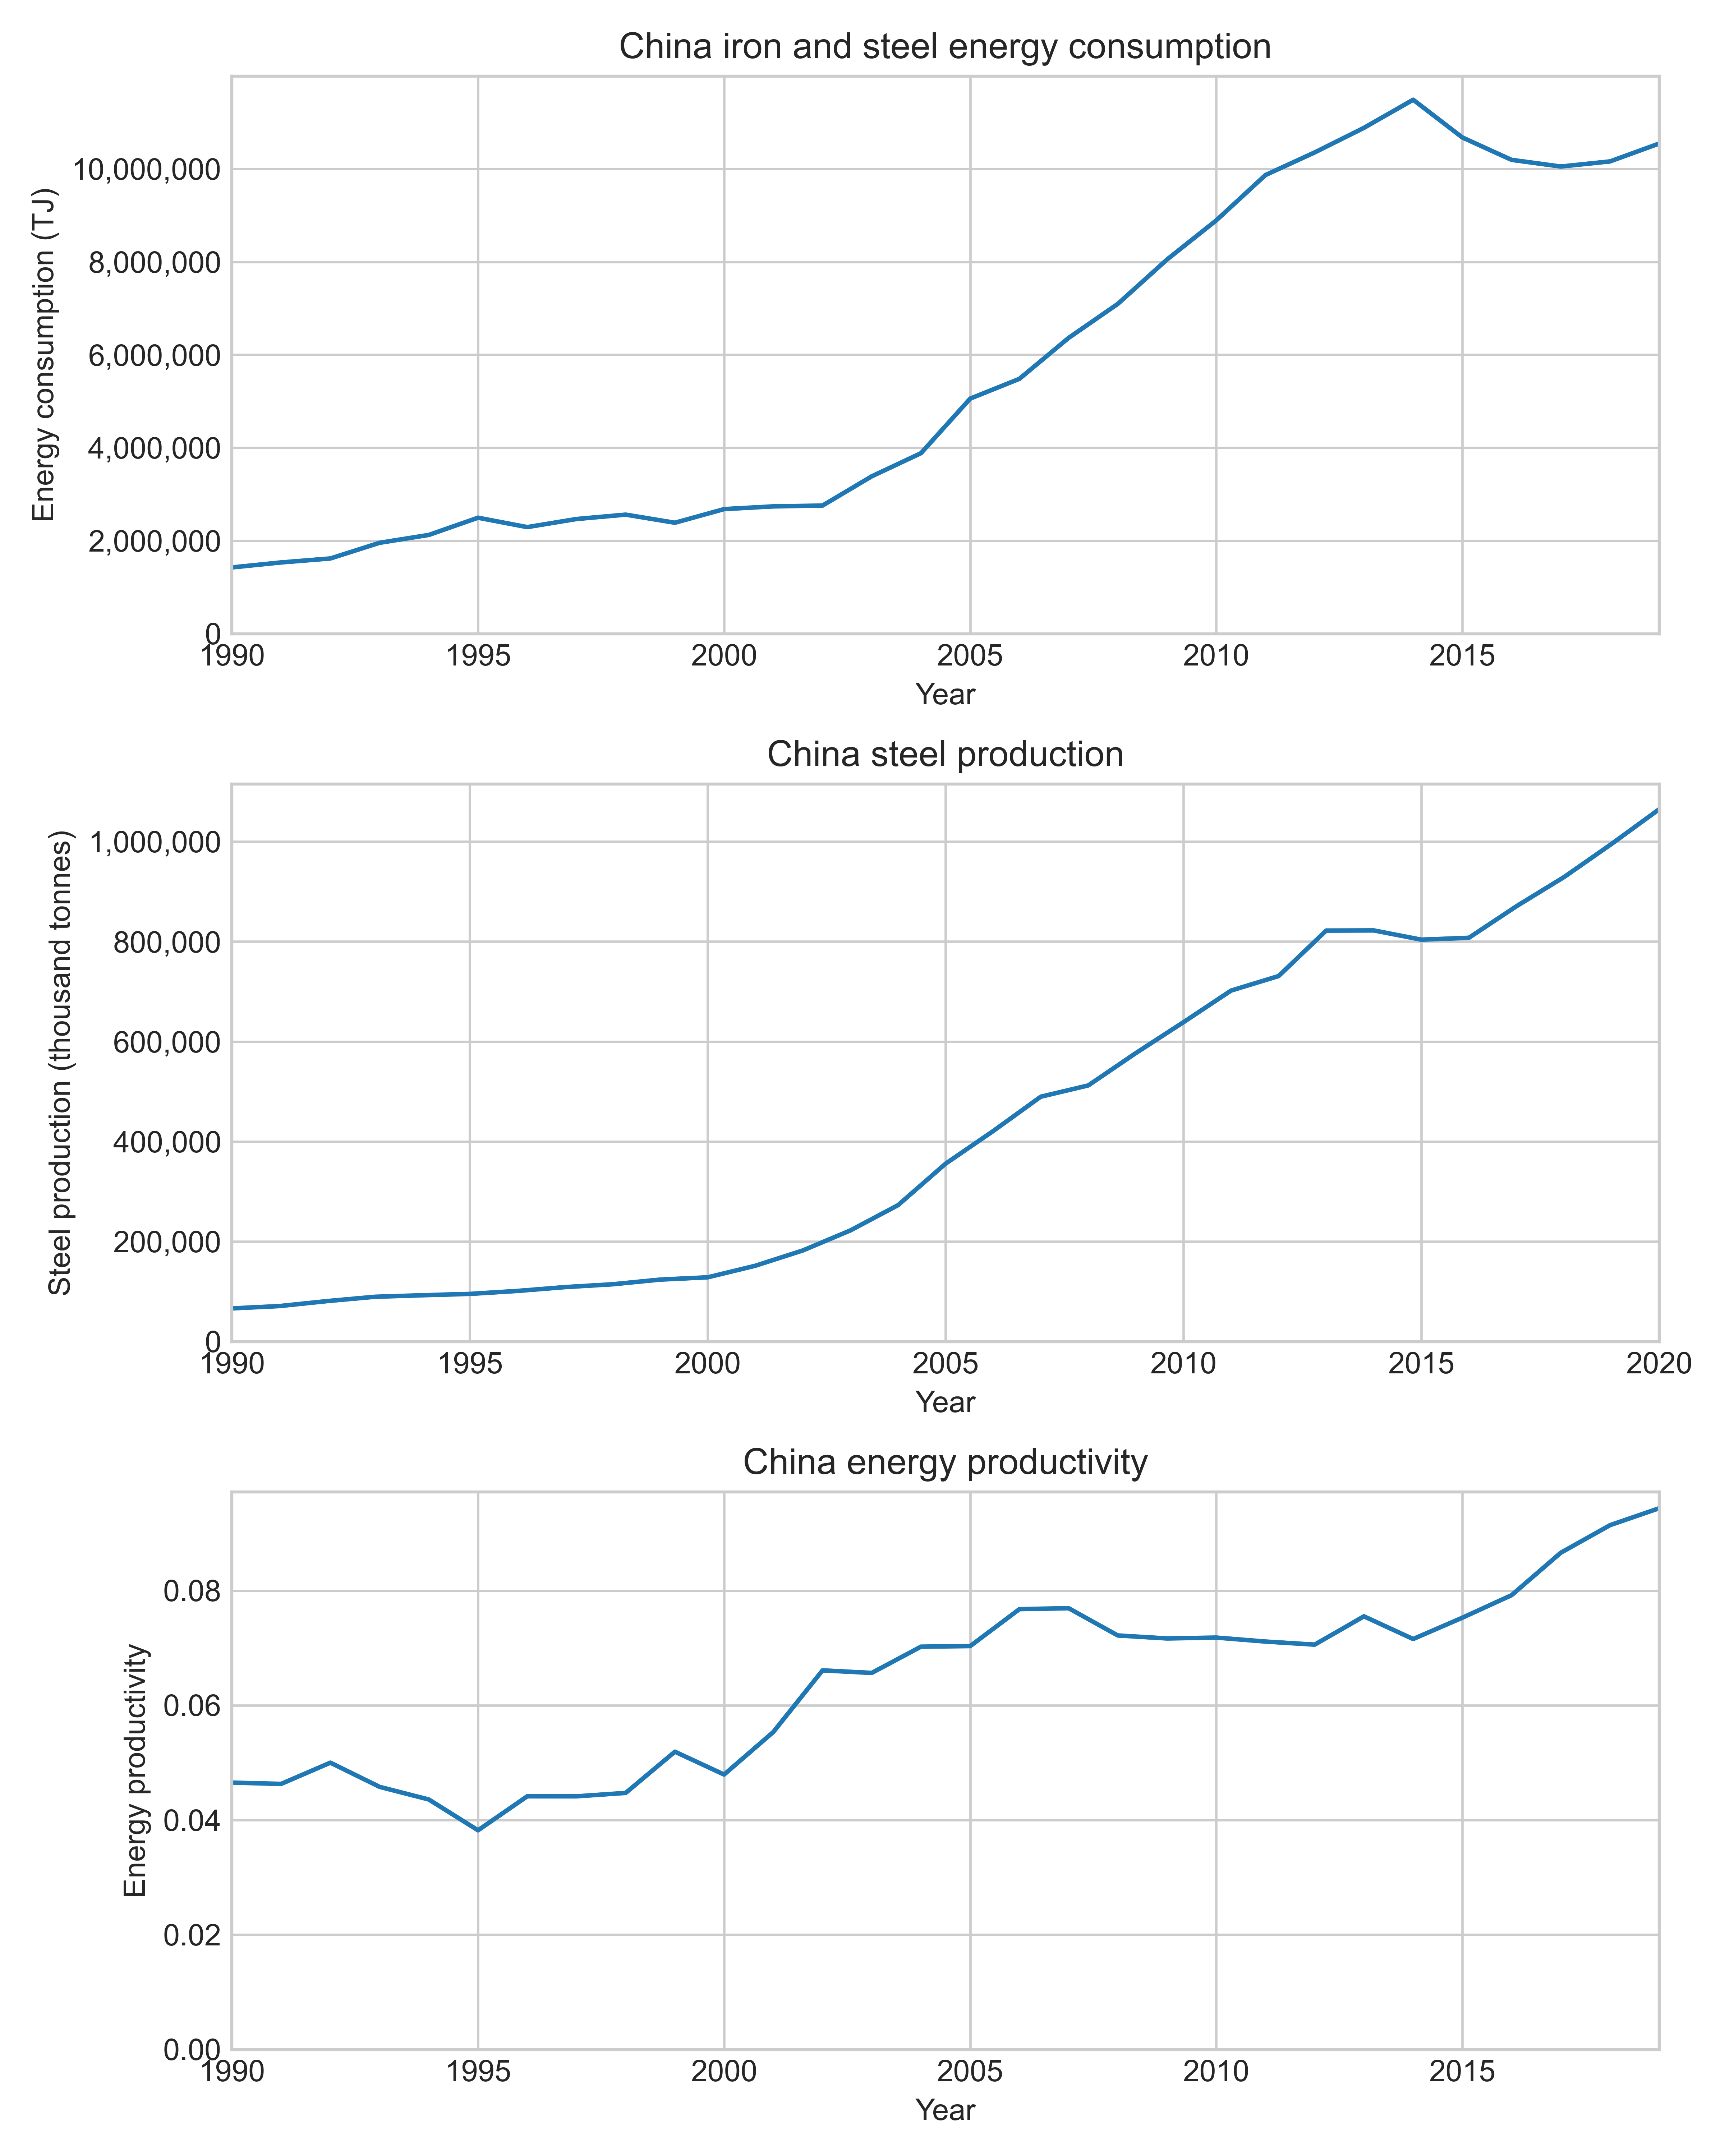 China iron and steel energy consumption
Energy consumption (TJ)
10,000,000
8,000,000
6,000,000
4,000,000
2,000,000
0
1990 1995 2000 2005 2010 2015
Year
China steel production
Steel production (thousand tonnes)
1,000,000
800,000
600,000
400,000
200,000
0
1990 1995 2000 2005 2010 2015 2020
Year
China energy productivity
Energy productivity
0.08
0.06
0.04
0.02
0.00
1990 1995 2000 2005 2010 2015
Year